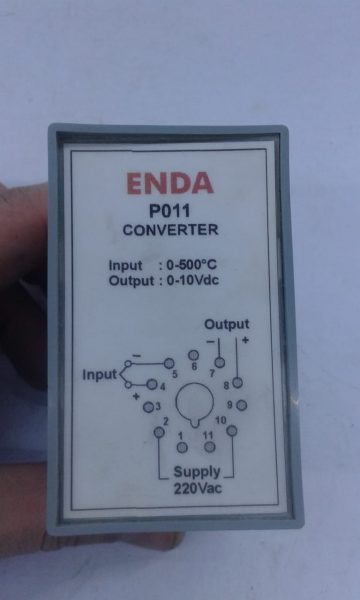 ENDA
P011
CONVERTER
Input : 0-500°C
Output : 0-10Vdc
Output
− +
− 5 6 7
Input 4 8
+ 3 9
2 10
1 11
Supply
220Vac